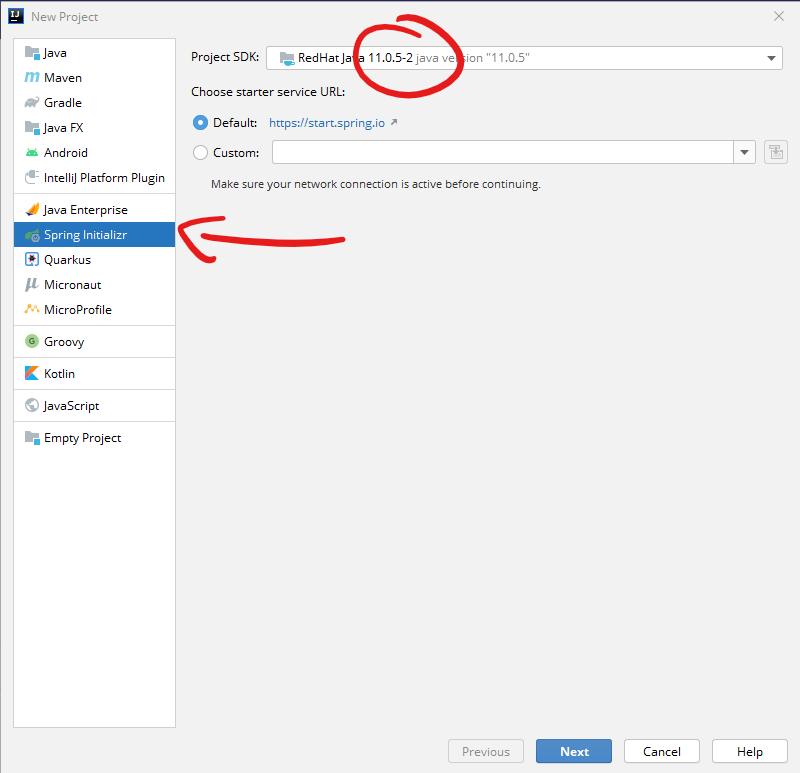 New Project
Java
Maven
Gradle
Java FX
Android
IntelliJ Platform Plugin
Java Enterprise
Spring Initializr
Quarkus
Micronaut
MicroProfile
Groovy
Kotlin
JavaScript
Empty Project
Project SDK: RedHat Java 11.0.5-2 java version "11.0.5"
Choose starter service URL:
Default: https://start.spring.io
Custom:
Make sure your network connection is active before continuing.
Previous Next Cancel Help